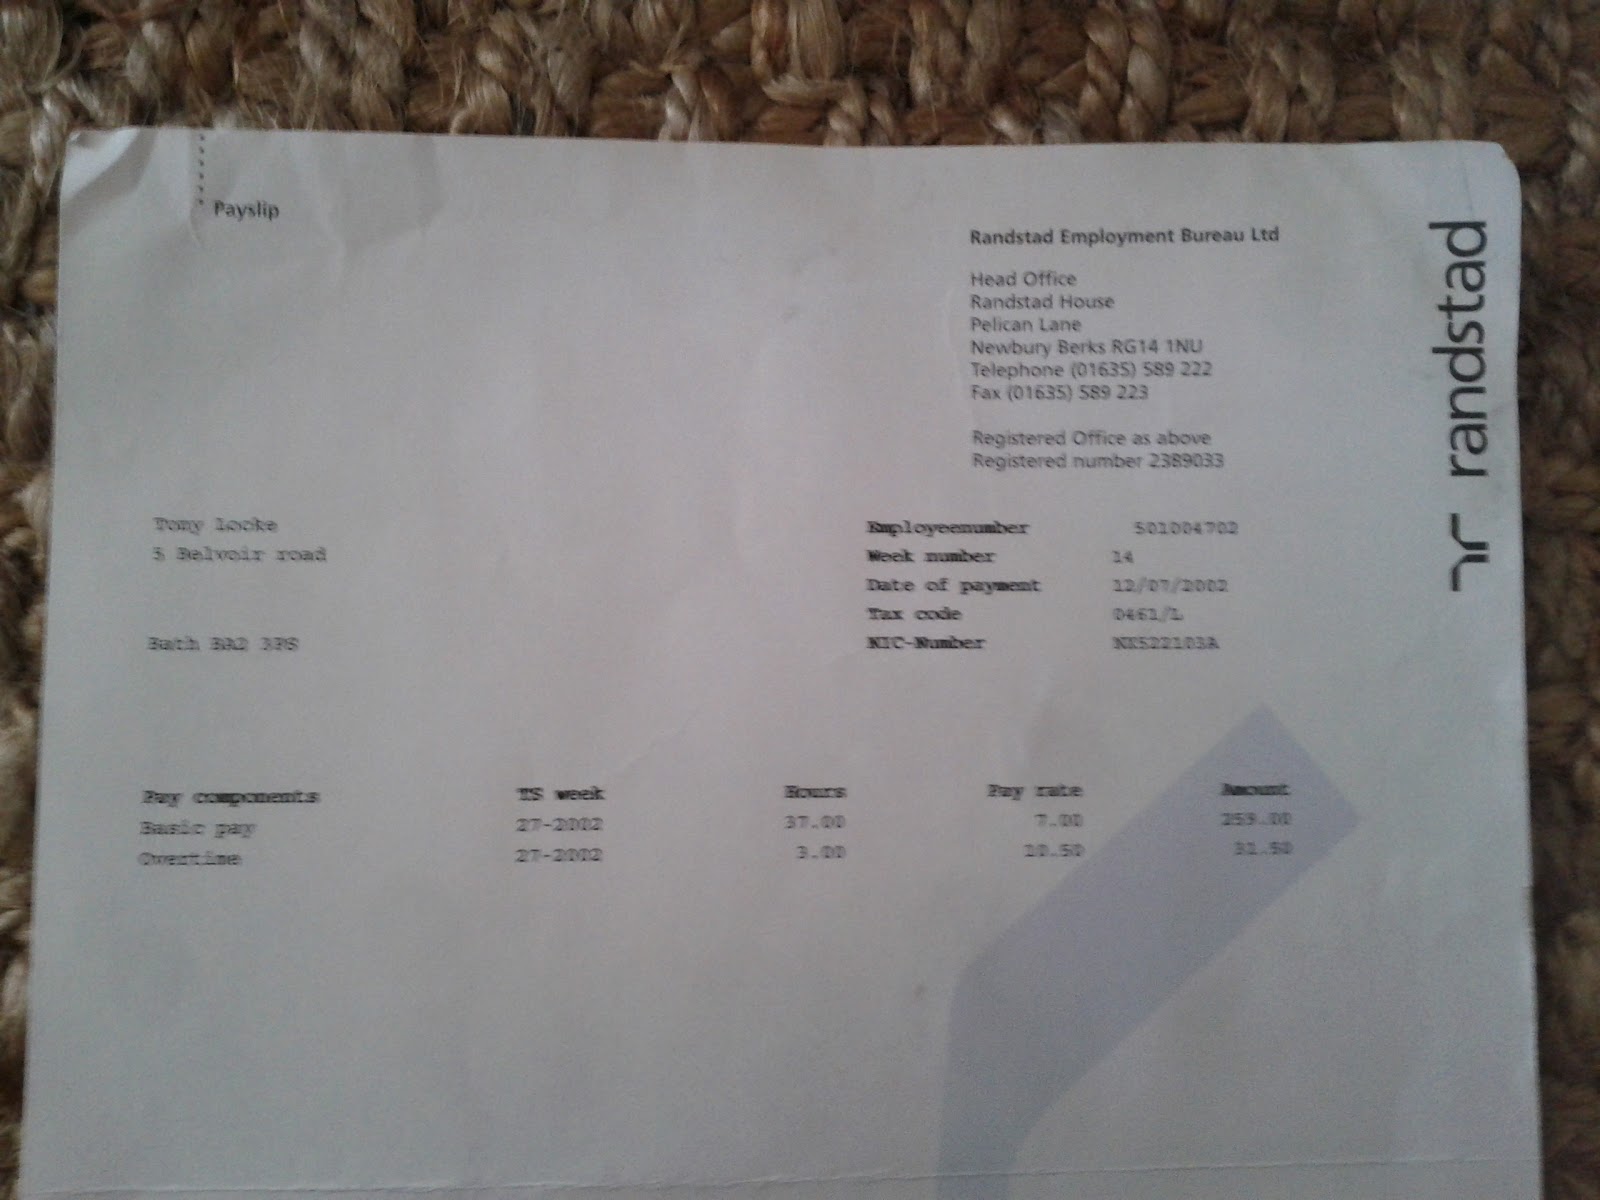 Payslip
Randstad Employment Bureau Ltd
Head Office
Randstad House
Pelican Lane
Newbury Berks RG14 1NU
Telephone (01635) 589 222
Fax (01635) 589 223
Registered Office as above
Registered number 2389033
randstad
Tony Locke
5 Belvoir road
Bath BA2
Employeenumber 501004702
Week number 14
Date of payment 12/07/2002
Tax code 0461/L
NIC-Number
Pay components TS week Hours Pay rate Amount
Basic pay 27-2002 37.00 7.00 259.00
Overtime 27-2002 3.00 10.50 31.50